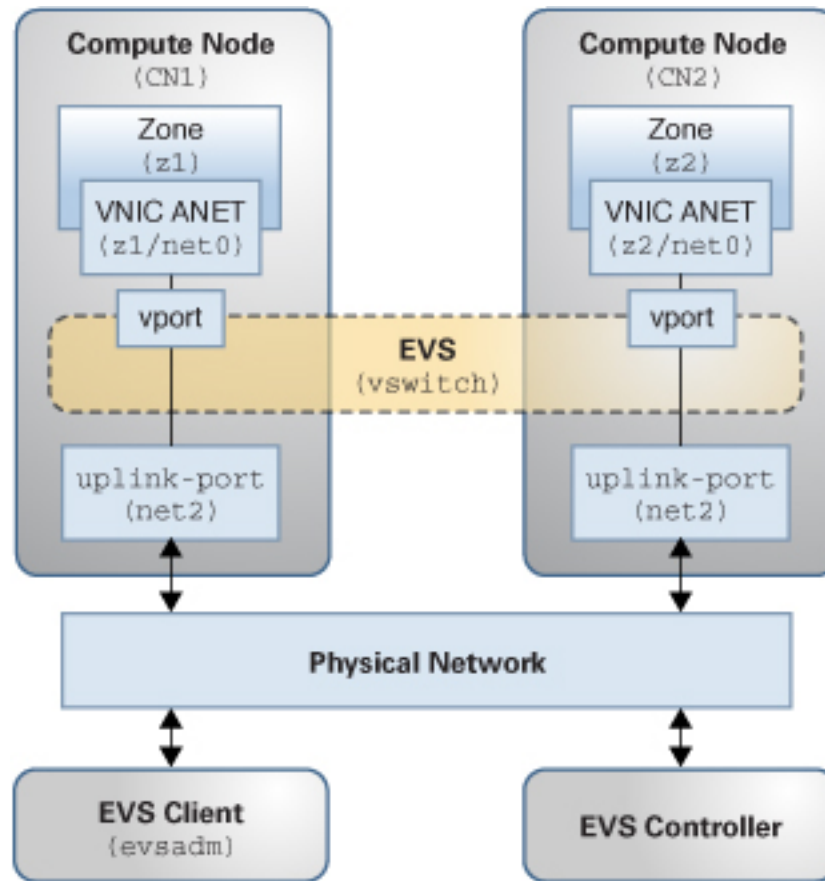 Compute Node
(CN1)
Zone
(z1)
VNIC ANET
(z1/net0)
vport
Compute Node
(CN2)
Zone
(z2)
VNIC ANET
(z2/net0)
vport
EVS
(vswitch)
uplink-port
(net2)
uplink-port
(net2)
Physical Network
EVS Client
(evsadm)
EVS Controller